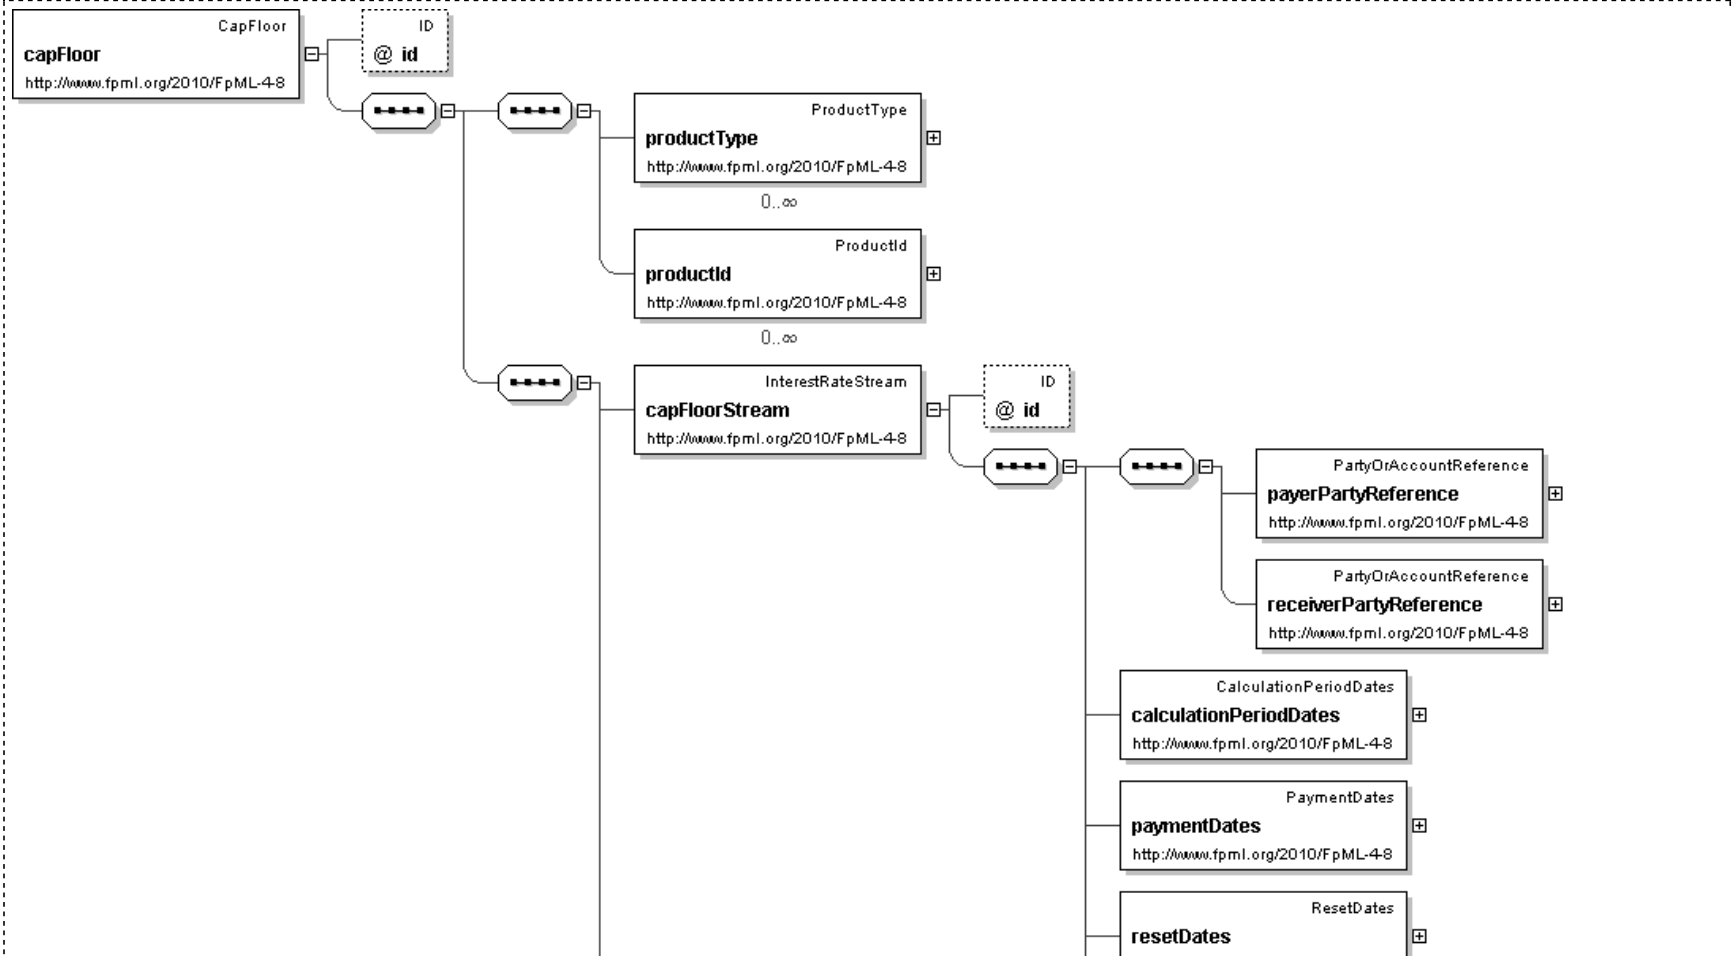 CapFloor
capFloor
http://www.fpml.org/2010/FpML-4-8
ID
@ id
ProductType
productType
http://www.fpml.org/2010/FpML-4-8
0..∞
ProductId
productId
http://www.fpml.org/2010/FpML-4-8
0..∞
InterestRateStream
capFloorStream
http://www.fpml.org/2010/FpML-4-8
ID
@ id
PartyOrAccountReference
payerPartyReference
http://www.fpml.org/2010/FpML-4-8
PartyOrAccountReference
receiverPartyReference
http://www.fpml.org/2010/FpML-4-8
CalculationPeriodDates
calculationPeriodDates
http://www.fpml.org/2010/FpML-4-8
PaymentDates
paymentDates
http://www.fpml.org/2010/FpML-4-8
ResetDates
resetDates